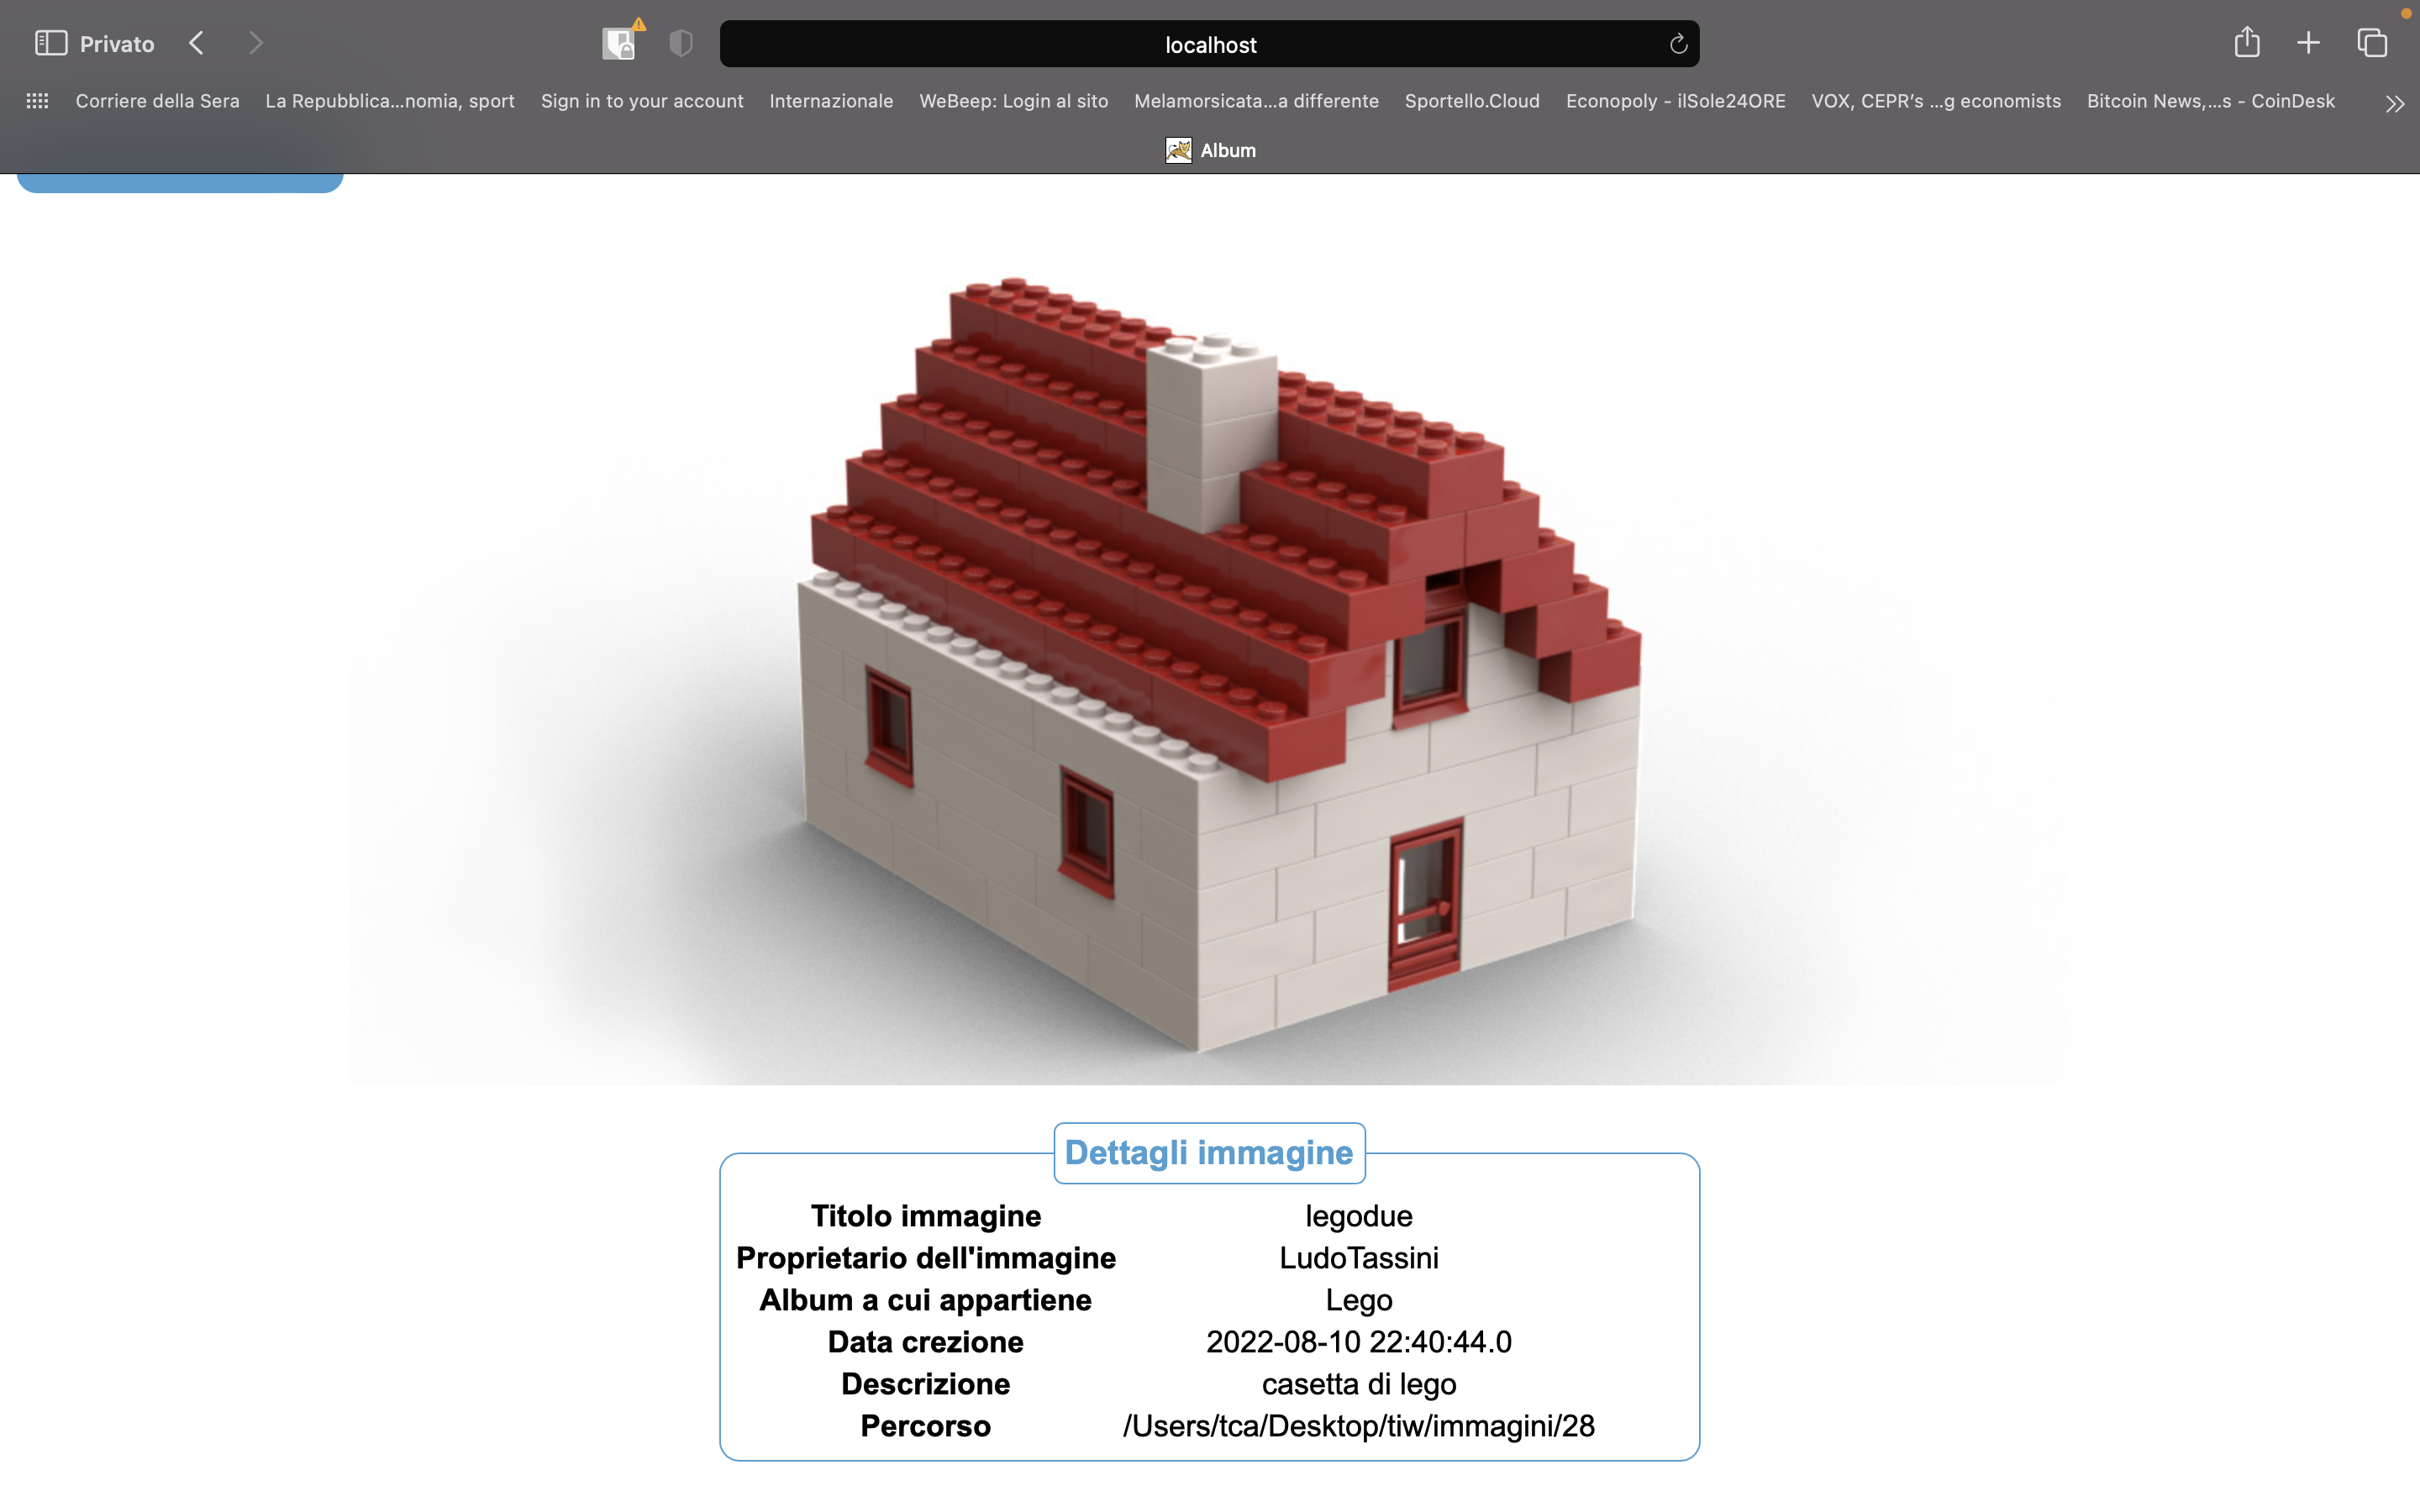 Privato
localhost
Corriere della Sera La Repubblica...nomia, sport Sign in to your account Internazionale WeBeep: Login al sito Melamorsicata...a differente Sportello.Cloud Econopoly - ilSole24ORE VOX, CEPR’s ...g economists Bitcoin News,...s - CoinDesk
Album
Dettagli immagine
Titolo immagine legodue
Proprietario dell'immagine LudoTassini
Album a cui appartiene Lego
Data crezione 2022-08-10 22:40:44.0
Descrizione casetta di lego
Percorso /Users/tca/Desktop/tiw/immagini/28